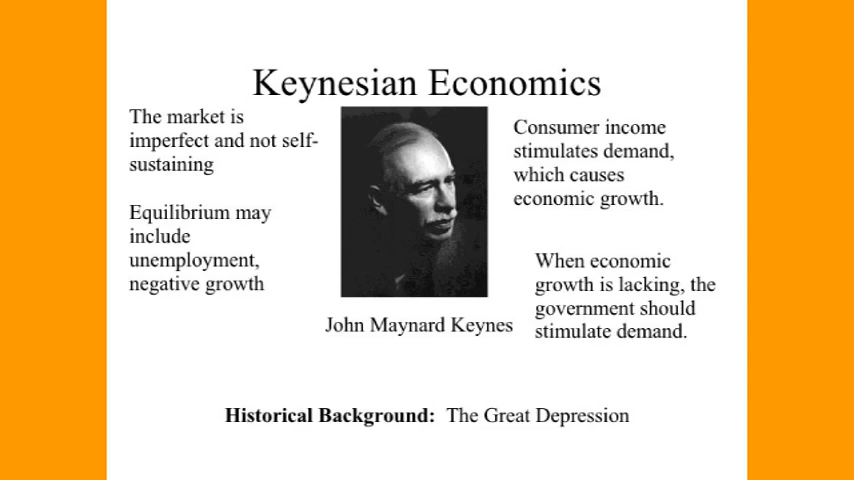 Keynesian Economics
The market is
imperfect and not self-
sustaining
Equilibrium may
include
unemployment,
negative growth
Consumer income
stimulates demand,
which causes
economic growth.
When economic
growth is lacking, the
government should
stimulate demand.
John Maynard Keynes
Historical Background: The Great Depression